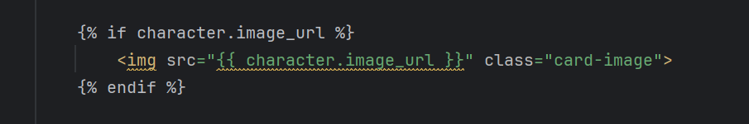 {% if character.image_url %}
<img src="{{ character.image_url }}" class="card-image">
{% endif %}